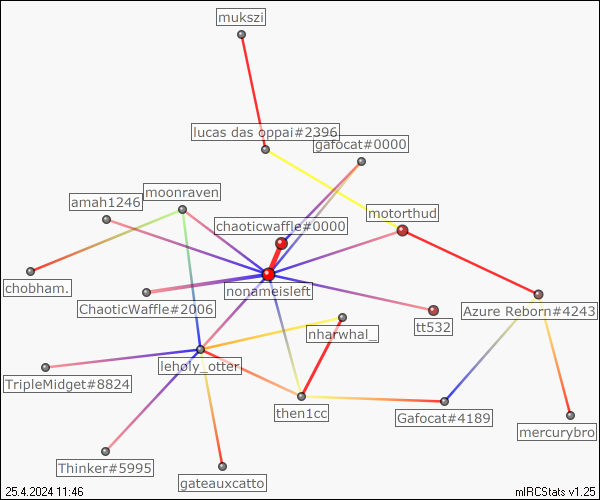 mukszi
lucas das oppai#2396
gafocat#0000
moonraven
amah1246
motorthud
chaoticwaffle#0000
chobham.
nonameisleft
ChaoticWaffle#2006
Azure Reborn#4243
tt532
nharwhal_
leholy_otter
TripleMidget#8824
then1cc
Gafocat#4189
mercurybro
Thinker#5995
gateauxcatto
25.4.2024 11:46
mIRCStats v1.25